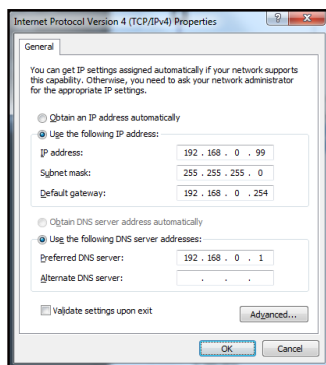 Internet Protocol Version 4 (TCP/IPv4) Properties
General
You can get IP settings assigned automatically if your network supports
this capability. Otherwise, you need to ask your network administrator
for the appropriate IP settings.
Obtain an IP address automatically
Use the following IP address:
IP address: 192 . 168 . 0 . 99
Subnet mask: 255 . 255 . 255 . 0
Default gateway: 192 . 168 . 0 . 254
Obtain DNS server address automatically
Use the following DNS server addresses:
Preferred DNS server: 192 . 168 . 0 . 1
Alternate DNS server: . . .
Validate settings upon exit
Advanced...
OK Cancel